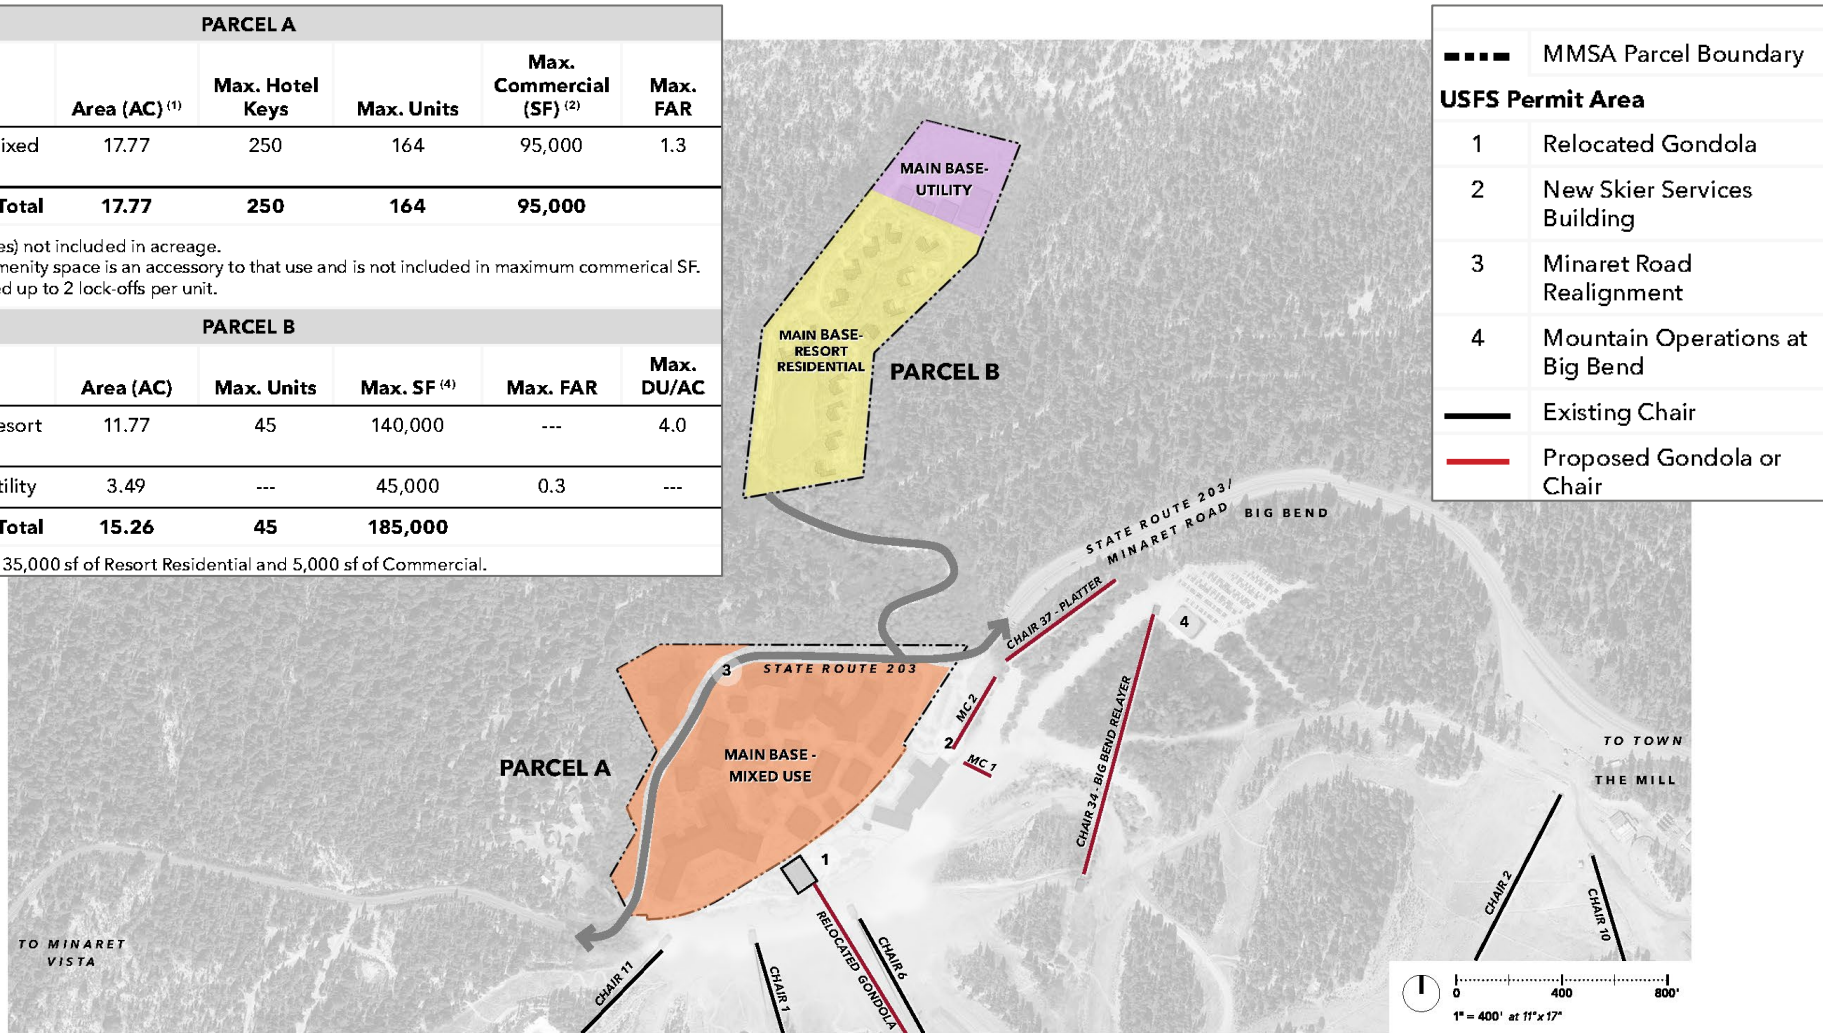 PARCEL A
Area (AC) (1)
Max. Hotel
Keys
Max. Units
Max.
Commercial
(SF) (2)
Max.
FAR
ixed 17.77 250 164 95,000 1.3
Total 17.77 250 164 95,000
es) not included in acreage.
menity space is an accessory to that use and is not included in maximum commerical SF.
ed up to 2 lock-offs per unit.
PARCEL B
Area (AC)
Max. Units
Max. SF (4)
Max. FAR
Max.
DU/AC
esort 11.77 45 140,000 --- 4.0
tility 3.49 --- 45,000 0.3 ---
Total 15.26 45 185,000
35,000 sf of Resort Residential and 5,000 sf of Commercial.
MMSA Parcel Boundary
USFS Permit Area
1 Relocated Gondola
2 New Skier Services
Building
3 Minaret Road
Realignment
4 Mountain Operations at
Big Bend
Existing Chair
Proposed Gondola or
Chair
MAIN BASE-
UTILITY
MAIN BASE-
RESORT
RESIDENTIAL
PARCEL B
STATE ROUTE 203/
MINARET ROAD
BIG BEND
CHAIR 37 - PLATTER
4
3
STATE ROUTE 203
MC 2
2
MC 1
CHAIR 34 - BIG BEND RELAYER
PARCEL A
MAIN BASE -
MIXED USE
TO TOWN
THE MILL
1
RELOCATED GONDOLA
CHAIR 6
CHAIR 2
CHAIR 10
TO MINARET
VISTA
CHAIR 11
CHAIR 1
0 400 800'
1" = 400' at 11"x17"